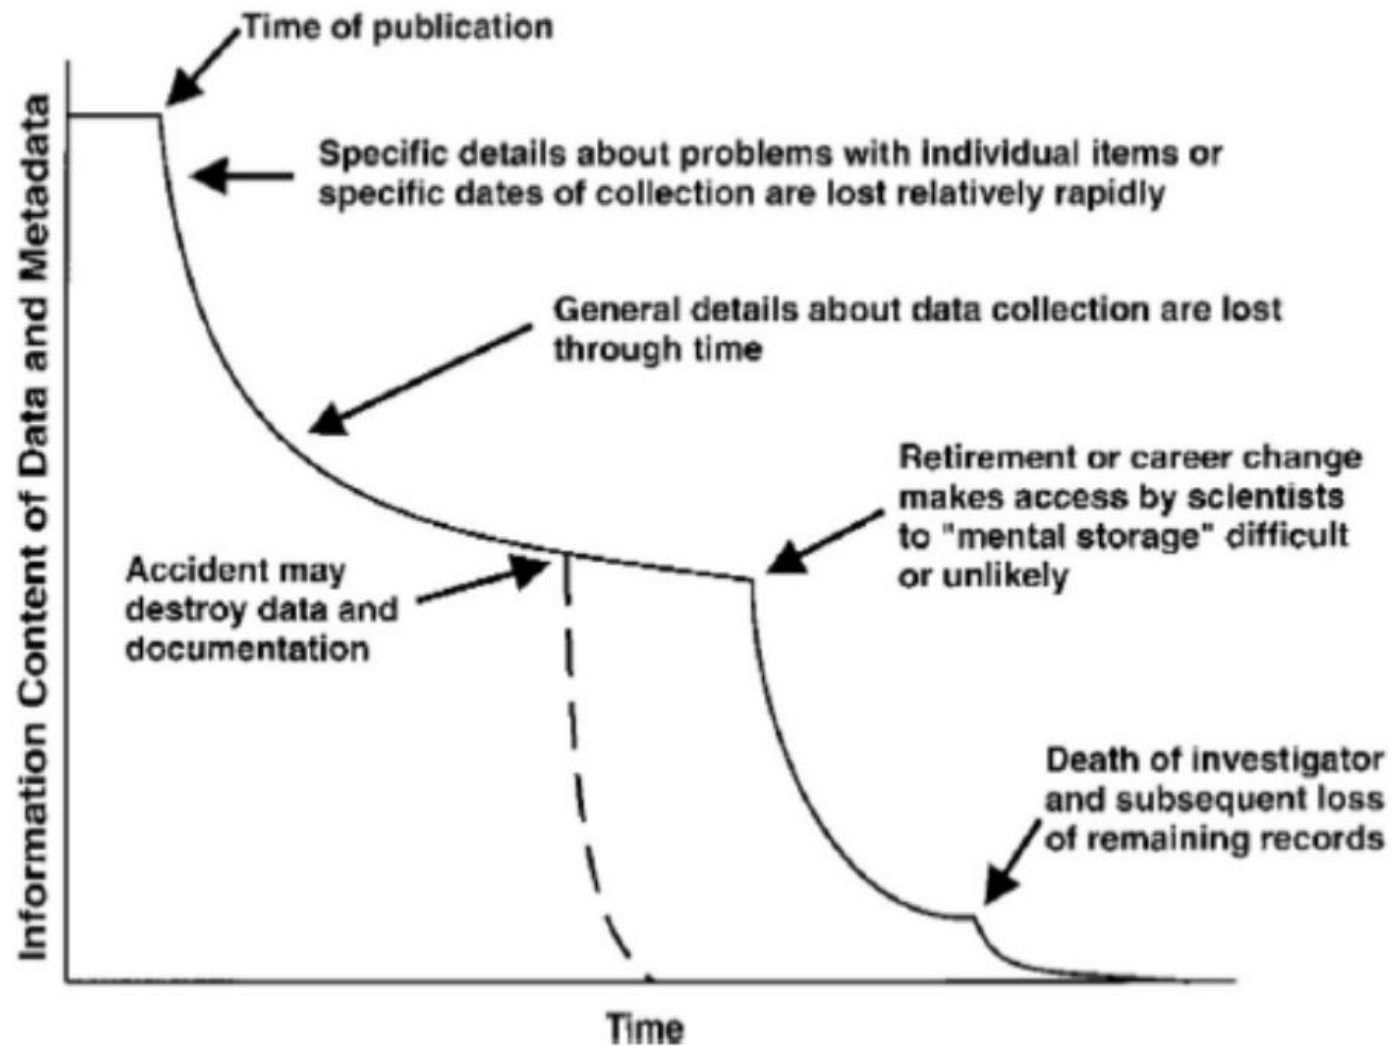 Time of publication
Specific details about problems with individual items or
specific dates of collection are lost relatively rapidly
General details about data collection are lost
through time
Retirement or career change
makes access by scientists
to "mental storage" difficult
or unlikely
Accident may
destroy data and
documentation
Death of investigator
and subsequent loss
of remaining records
Information Content of Data and Metadata
Time